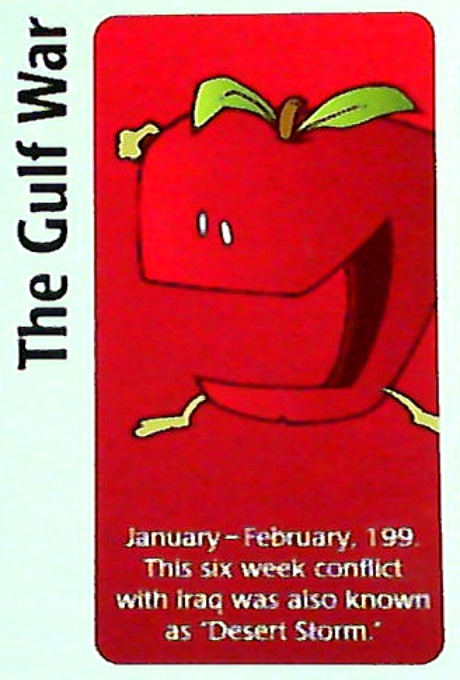 The Gulf War
January–February, 199.
This six week conflict
with Iraq was also known
as "Desert Storm."